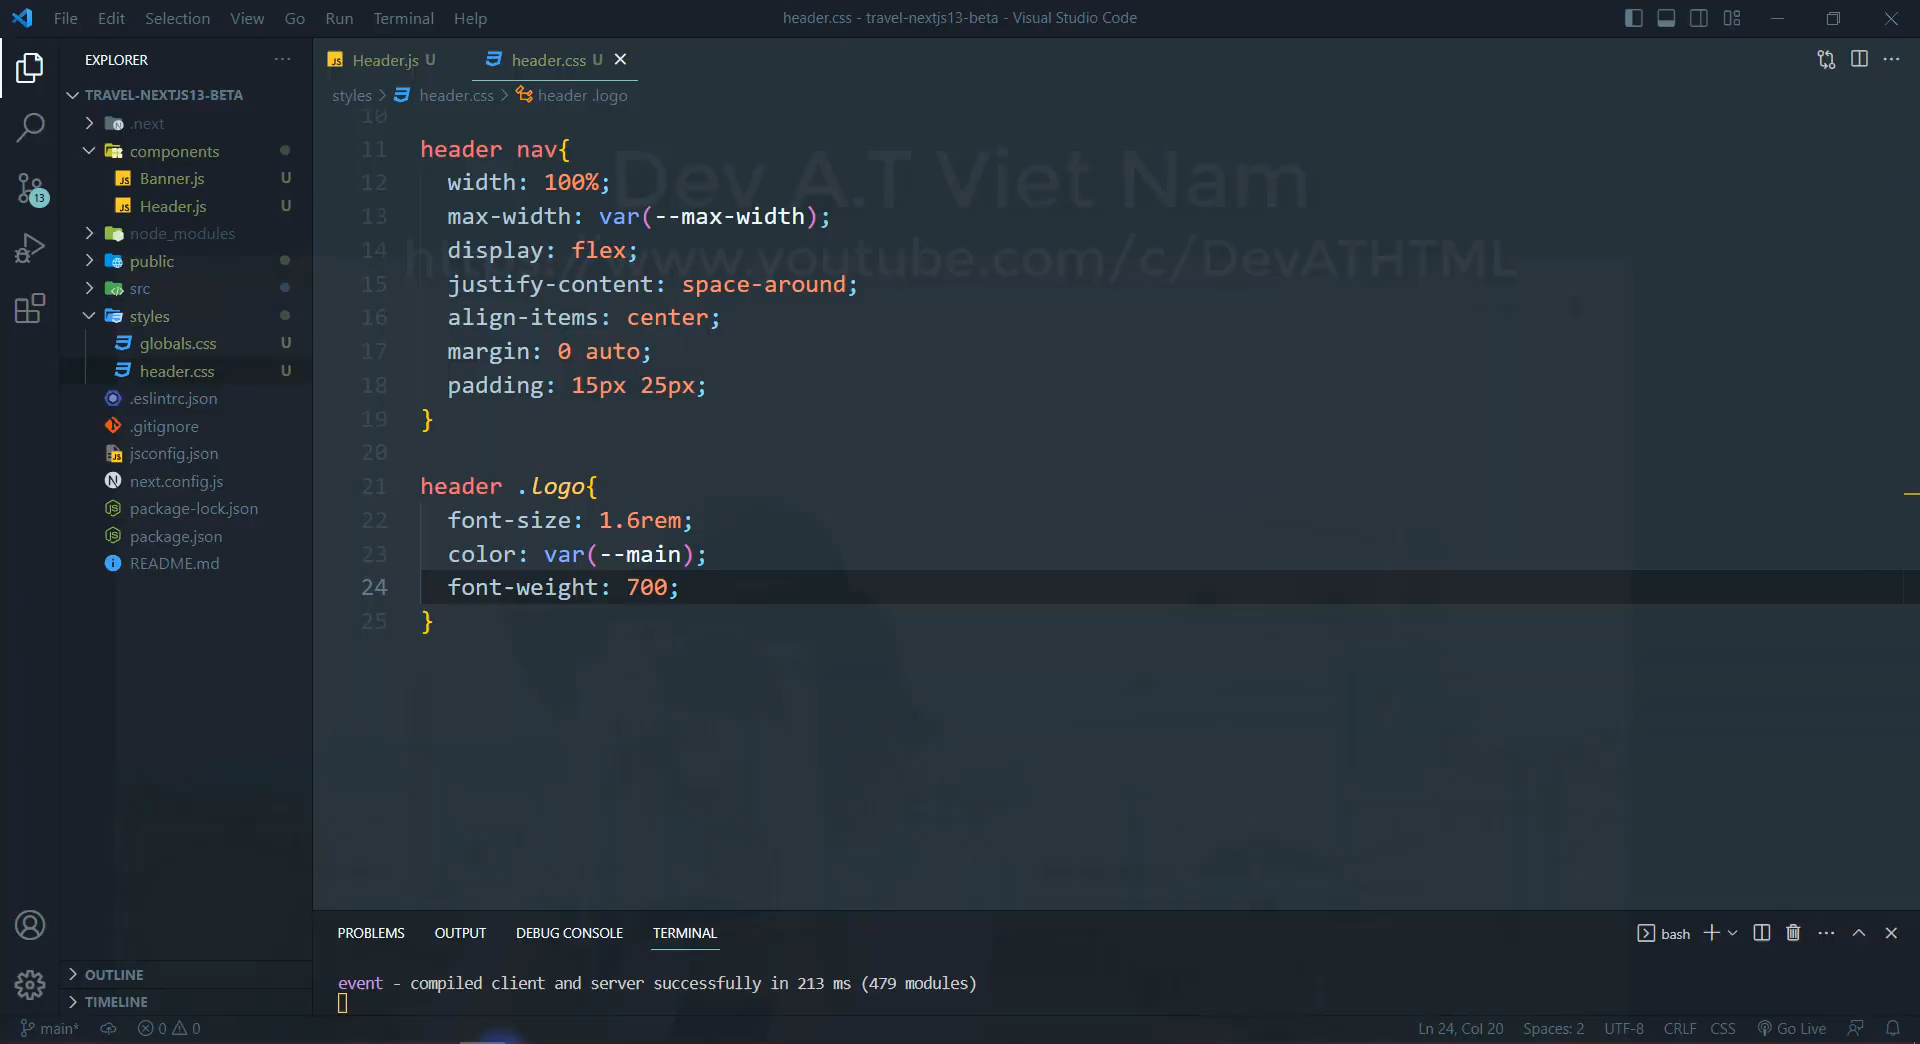 File Edit Selection View Go Run Terminal Help
header.css - travel-nextjs13-beta - Visual Studio Code
EXPLORER
TRAVEL-NEXTJS13-BETA
.next
components
Banner.js U
Header.js U
node_modules
public
src
styles
globals.css U
header.css U
.eslintrc.json
.gitignore
jsconfig.json
next.config.js
package-lock.json
package.json
README.md
OUTLINE
TIMELINE
13
Header.js U
header.css U
styles > header.css > header .logo
10
11 header nav{
12 width: 100%;
13 max-width: var(--max-width);
14 display: flex;
15 justify-content: space-around;
16 align-items: center;
17 margin: 0 auto;
18 padding: 15px 25px;
19 }
20
21 header .logo{
22 font-size: 1.6rem;
23 color: var(--main);
24 font-weight: 700;
25 }
Dev A.T Viet Nam
https://www.youtube.com/c/DevATHTML
PROBLEMS OUTPUT DEBUG CONSOLE TERMINAL
bash
event - compiled client and server successfully in 213 ms (479 modules)
main* 0 0
Ln 24, Col 20 Spaces: 2 UTF-8 CRLF CSS Go Live